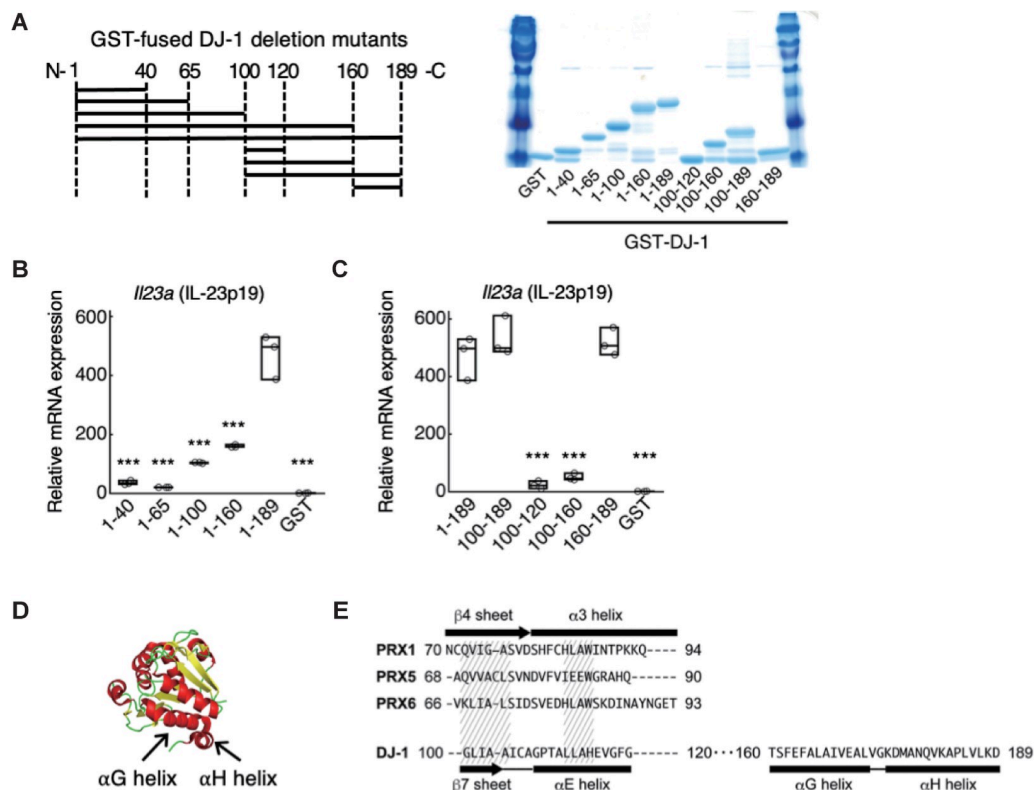 A
GST-fused DJ-1 deletion mutants
N- 1 40 65 100 120 160 189 -C
GST 1-40 1-65 1-100 1-160 1-189 100-120 100-160 100-189 160-189
GST-DJ-1
B
Il23a (IL-23p19)
Relative mRNA expression
600
400
200
0
*** *** *** *** ***
1-40 1-65 1-100 1-160 1-189 GST
C
Il23a (IL-23p19)
Relative mRNA expression
600
400
200
0
*** *** ***
1-189 100-189 100-120 100-160 160-189 GST
D
αG helix αH helix
E
β4 sheet α3 helix
PRX1 70 NCQVIG-ASVDSHFCHLAWINTPKKQ----- 94
PRX5 68 -AQVVACLSVNDVFVIEEWGRAHQ------ 90
PRX6 66 -VKLIA-LSIDSVEDHLAWSKDINAYNGET 93
DJ-1 100 --GLIA-AICAGPTALLAHEVGFG------ 120 ··· 160 TSFEFALAIVEALVGKDMANQVKAPLVLKD 189
β7 sheet αE helix αG helix αH helix